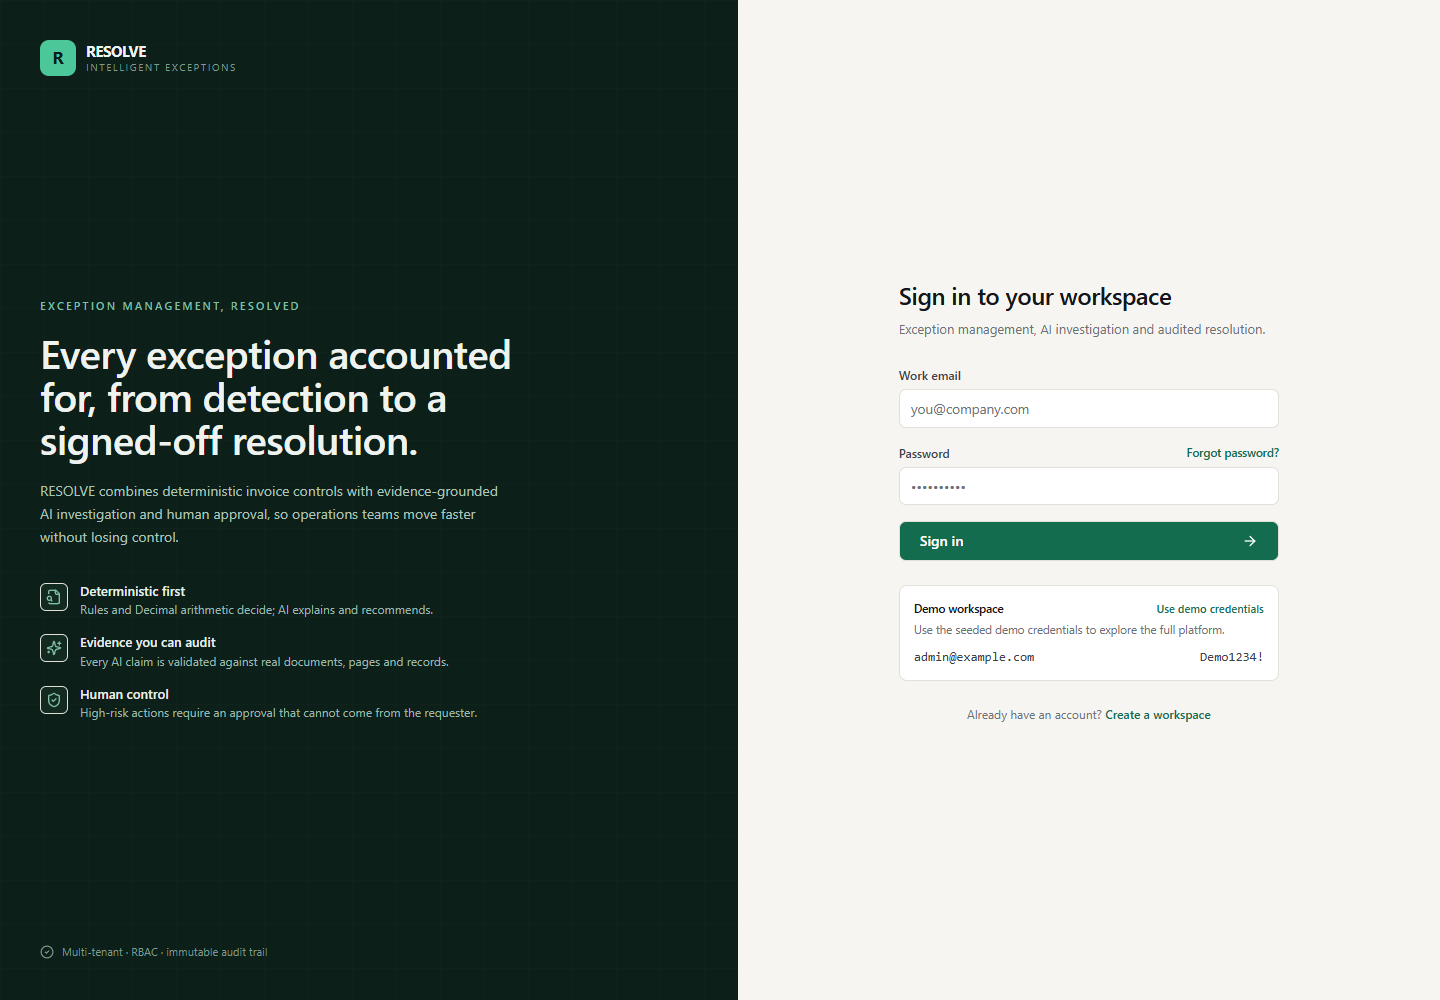 R
RESOLVE
INTELLIGENT EXCEPTIONS
EXCEPTION MANAGEMENT, RESOLVED
Every exception accounted
for, from detection to a
signed-off resolution.
RESOLVE combines deterministic invoice controls with evidence-grounded
AI investigation and human approval, so operations teams move faster
without losing control.
Deterministic first
Rules and Decimal arithmetic decide; AI explains and recommends.
Evidence you can audit
Every AI claim is validated against real documents, pages and records.
Human control
High-risk actions require an approval that cannot come from the requester.
Multi-tenant · RBAC · immutable audit trail
Sign in to your workspace
Exception management, AI investigation and audited resolution.
Work email
you@company.com
Password Forgot password?
••••••••••
Sign in
Demo workspace Use demo credentials
Use the seeded demo credentials to explore the full platform.
admin@example.com Demo1234!
Already have an account? Create a workspace